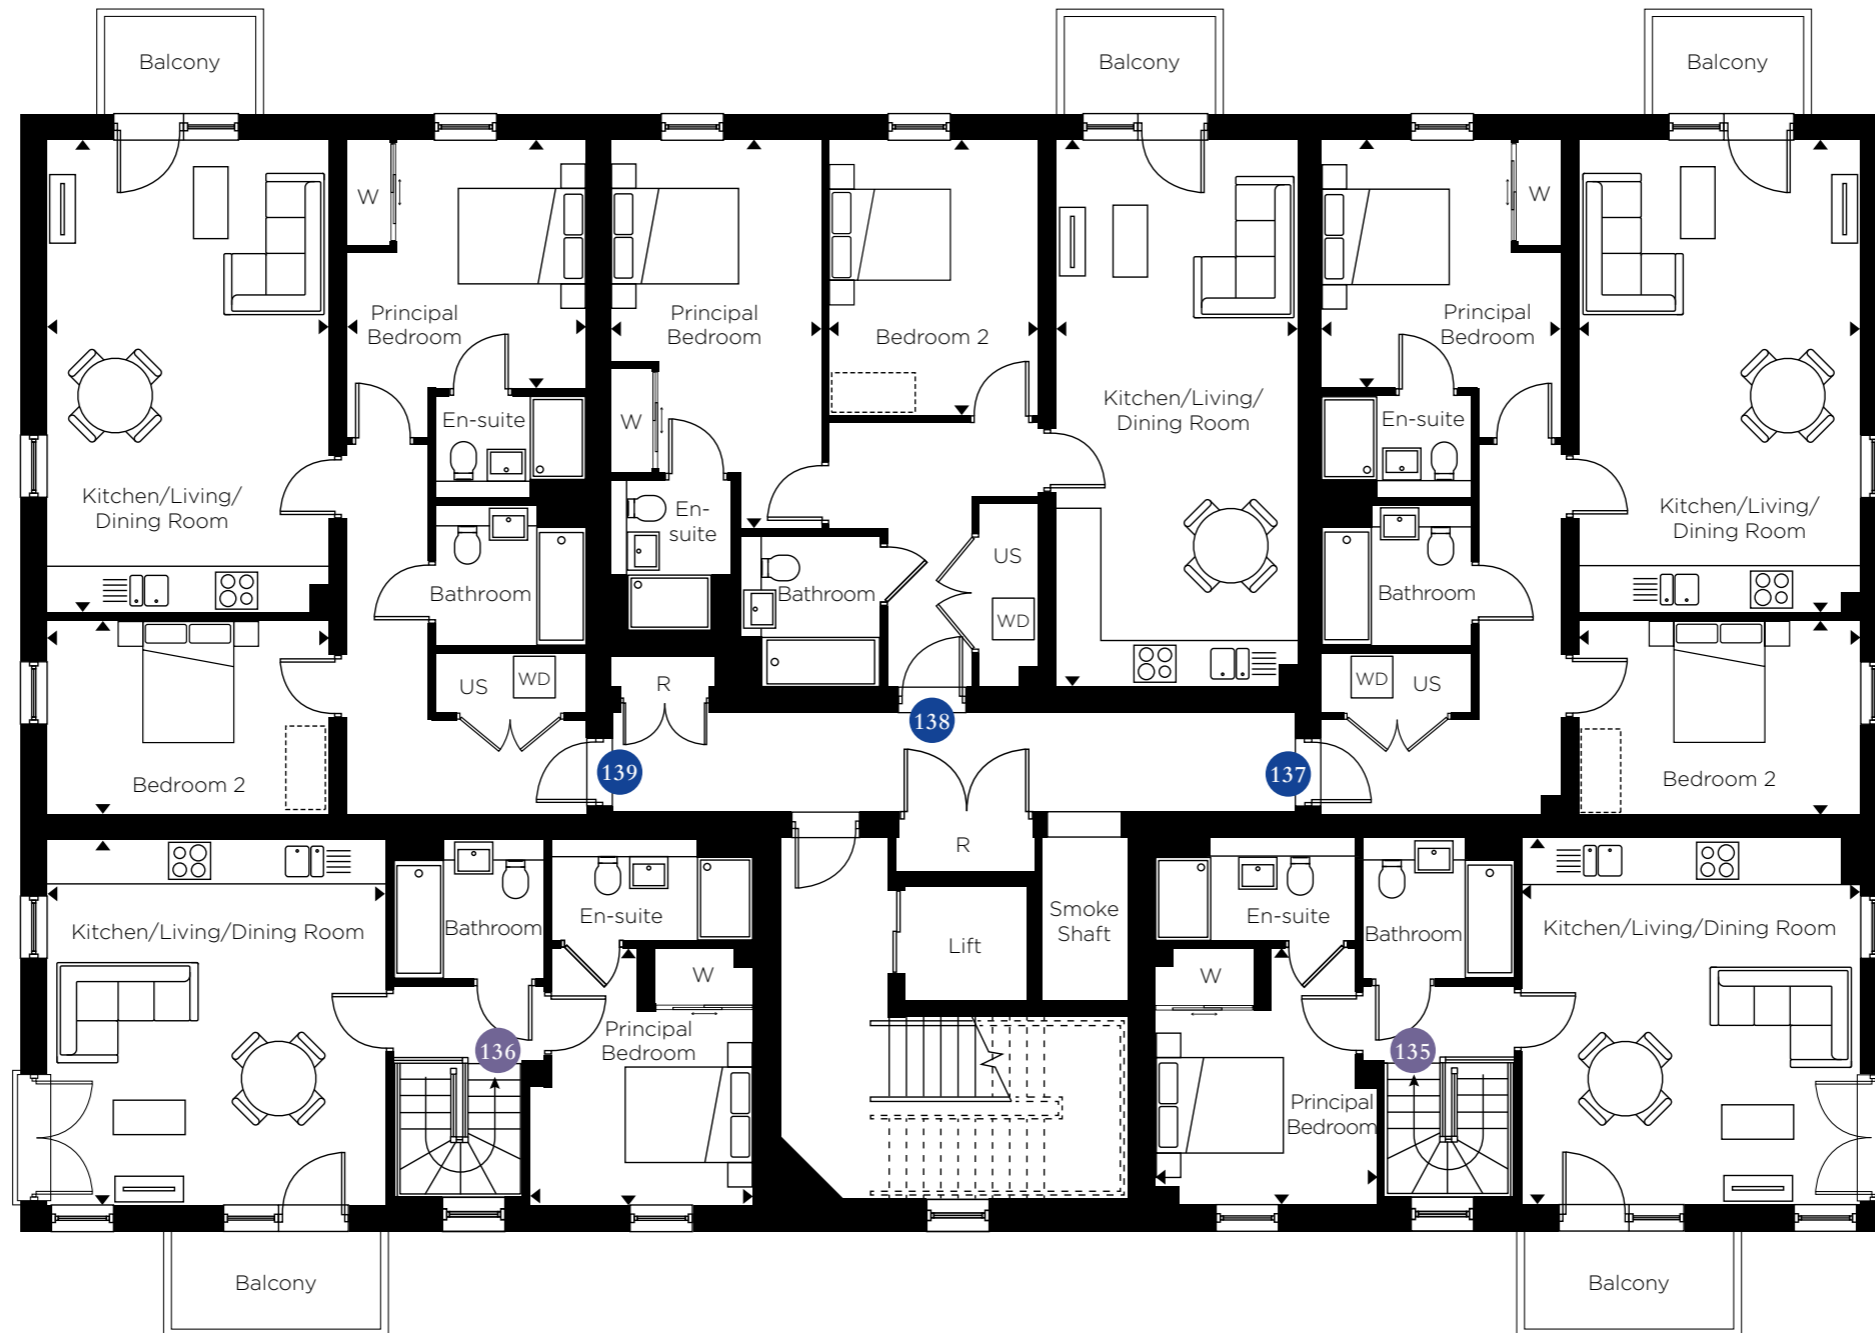 Balcony
Balcony
Balcony
W
W
Principal
Bedroom
Principal
Bedroom
Bedroom 2
Principal
Bedroom
Kitchen/Living/
Dining Room
En-suite
W
En-suite
Kitchen/Living/
Dining Room
En-
suite
Kitchen/Living/
Dining Room
US
Bathroom
Bathroom
Bathroom
WD
US
WD
R
WD
US
138
139
137
Bedroom 2
Bedroom 2
R
Kitchen/Living/Dining Room
Bathroom
En-suite
Lift
Smoke
Shaft
En-suite
Bathroom
Kitchen/Living/Dining Room
W
W
Principal
Bedroom
136
135
Principal
Bedroom
Balcony
Balcony